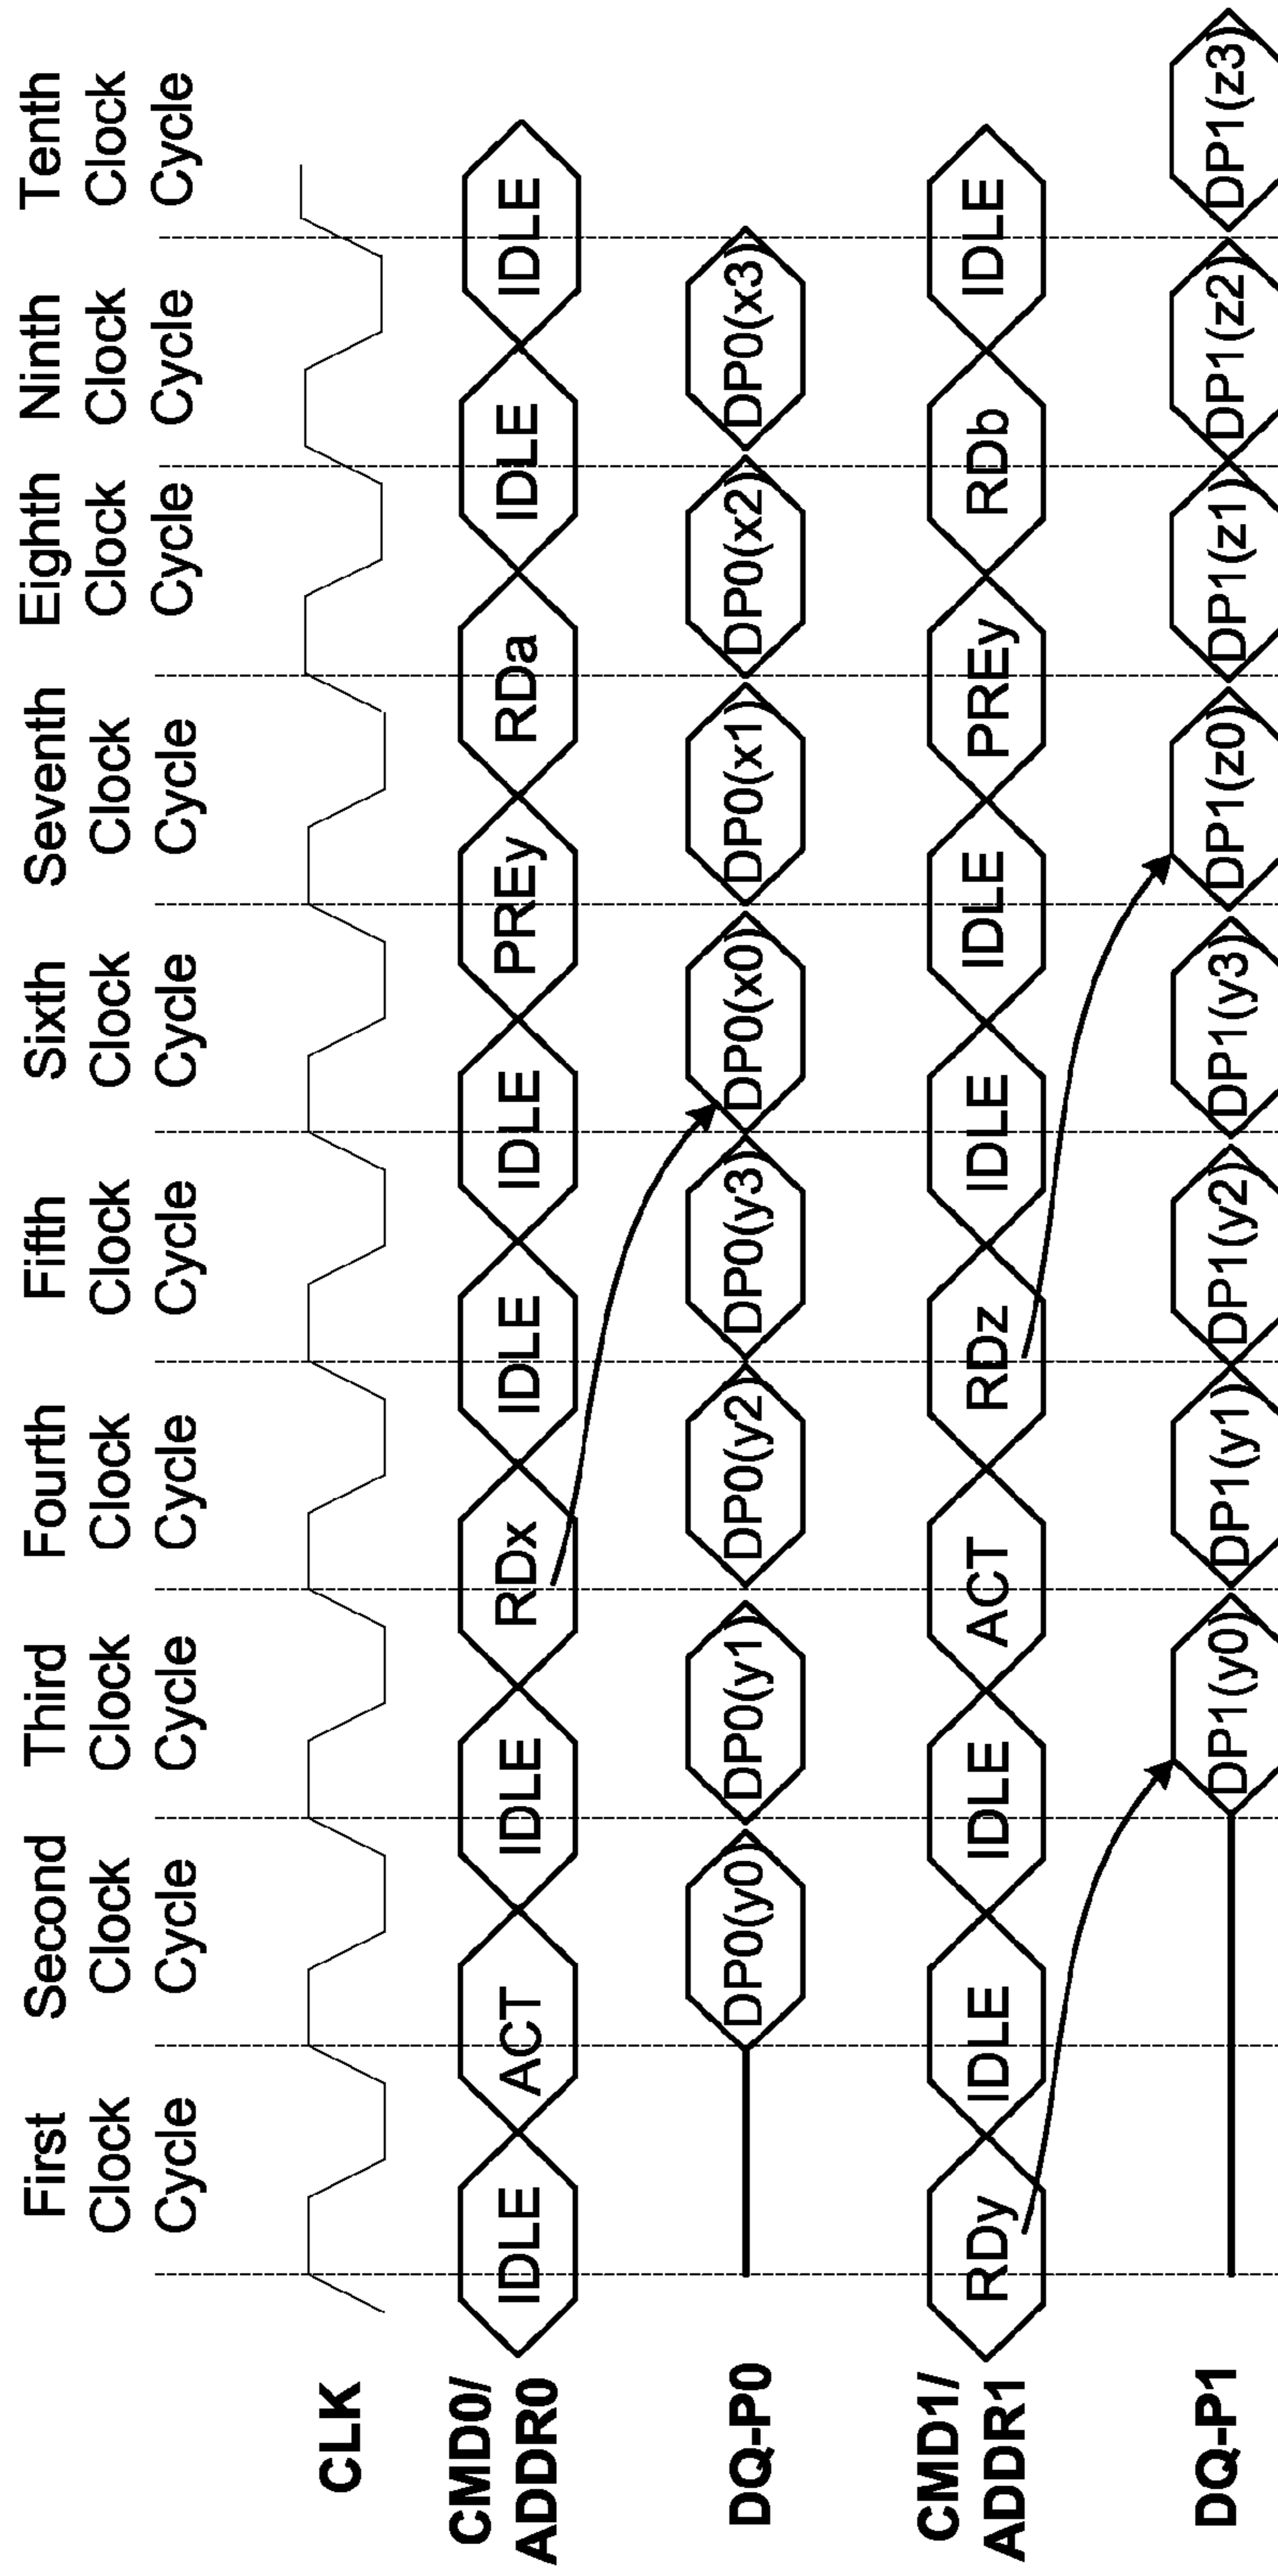 First
Clock
Cycle
Second
Clock
Cycle
Third
Clock
Cycle
Fourth
Clock
Cycle
Fifth
Clock
Cycle
Sixth
Clock
Cycle
Seventh
Clock
Cycle
Eighth
Clock
Cycle
Ninth
Clock
Cycle
Tenth
Clock
Cycle
CLK
CMD0/
ADDR0
IDLE ACT IDLE RDx IDLE IDLE PREy RDa IDLE IDLE
DQ-P0
DP0(y0) DP0(y1) DP0(y2) DP0(y3) DP0(x0) DP0(x1) DP0(x2) DP0(x3)
CMD1/
ADDR1
RDy IDLE IDLE ACT RDz IDLE IDLE PREy RDb IDLE
DQ-P1
DP1(y0) DP1(y1) DP1(y2) DP1(y3) DP1(z0) DP1(z1) DP1(z2) DP1(z3)